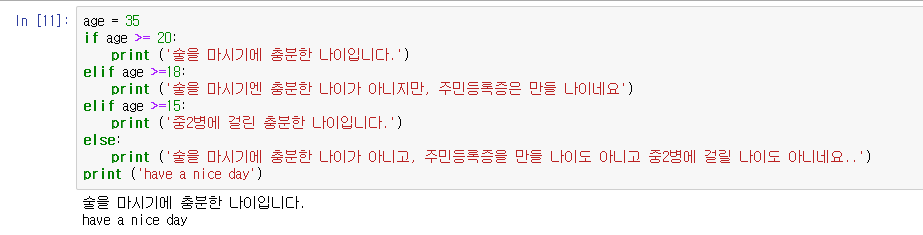 In [11]: age = 35
if age >= 20:
    print ('술을 마시기에 충분한 나이입니다.')
elif age >=18:
    print ('술을 마시기엔 충분한 나이가 아니지만, 주민등록증은 만들 나이네요')
elif age >=15:
    print ('중2병에 걸린 충분한 나이입니다.')
else:
    print ('술을 마시기에 충분한 나이가 아니고, 주민등록증을 만들 나이도 아니고 중2병에 걸릴 나이도 아니네요..')
print ('have a nice day')
술을 마시기에 충분한 나이입니다.
have a nice day